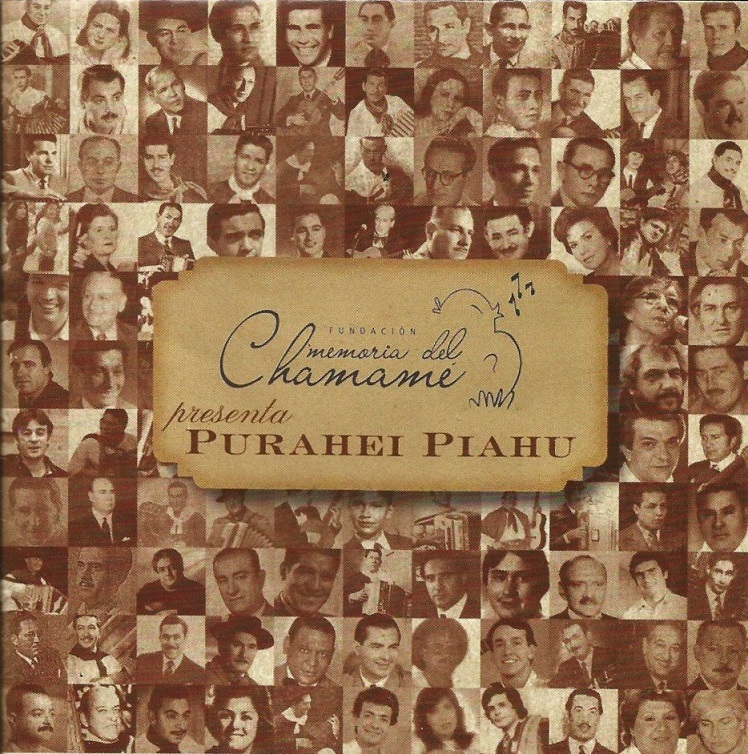 FUNDACIÓN
memoria del
Chamamé
presenta
PURAHEI PIAHU